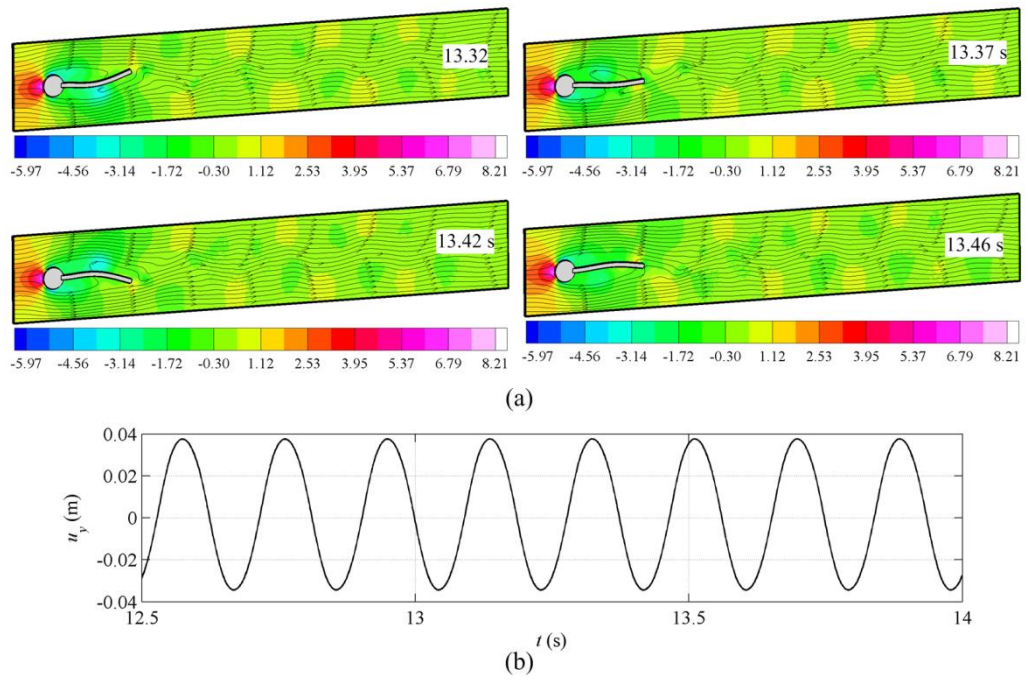 13.32
13.37 s
-5.97 -4.56 -3.14 -1.72 -0.30 1.12 2.53 3.95 5.37 6.79 8.21
-5.97 -4.56 -3.14 -1.72 -0.30 1.12 2.53 3.95 5.37 6.79 8.21
13.42 s
13.46 s
-5.97 -4.56 -3.14 -1.72 -0.30 1.12 2.53 3.95 5.37 6.79 8.21
-5.97 -4.56 -3.14 -1.72 -0.30 1.12 2.53 3.95 5.37 6.79 8.21
(a)
0.04
0.02
0
-0.02
-0.04
u_y (m)
12.5 13 13.5 14
t (s)
(b)